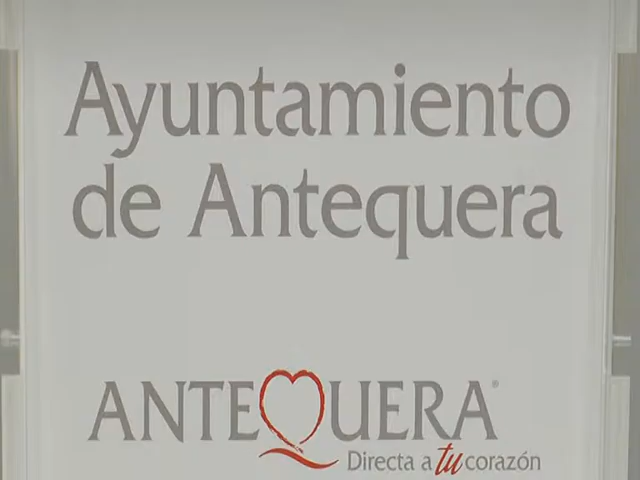 Ayuntamiento
de Antequera
ANTEQUERA®
Directa a tu corazón